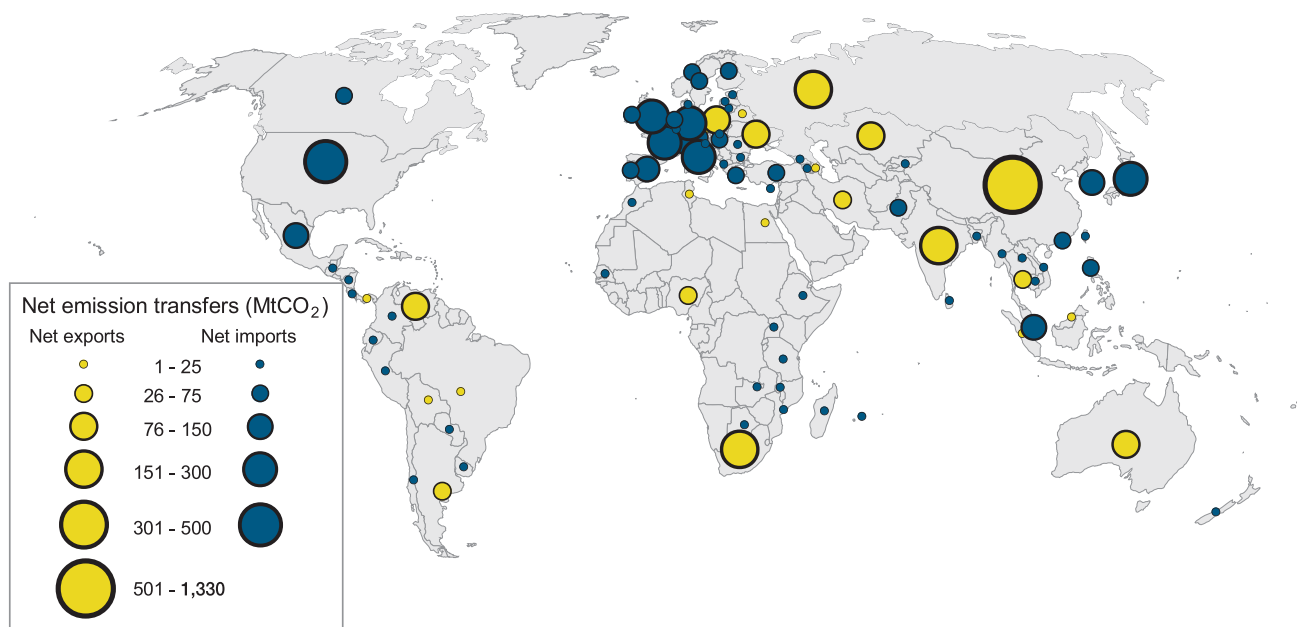 Net emission transfers (MtCO₂)
Net exports Net imports
1 - 25
26 - 75
76 - 150
151 - 300
301 - 500
501 - 1,330